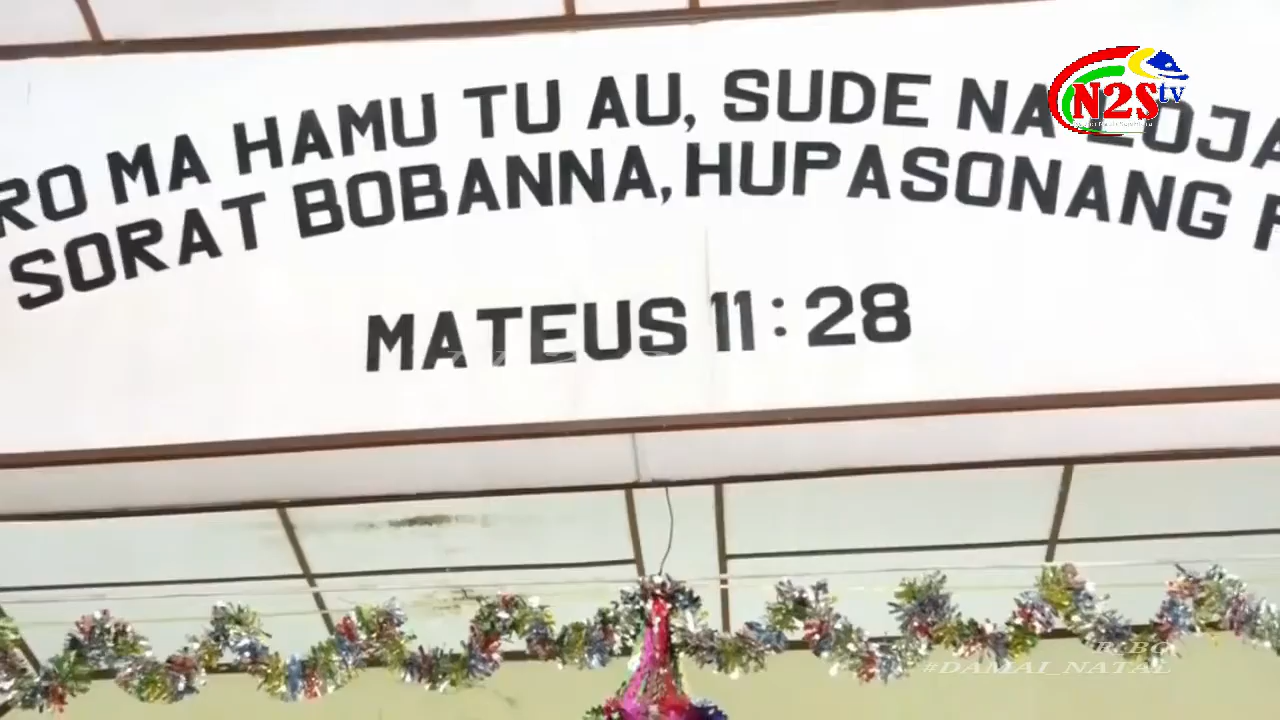 RO MA HAMU TU AU, SUDE NA LOJA
SORAT BOBANNA, HUPASONANG
MATEUS 11:28
N2S tv
#DAMAI_NATAL